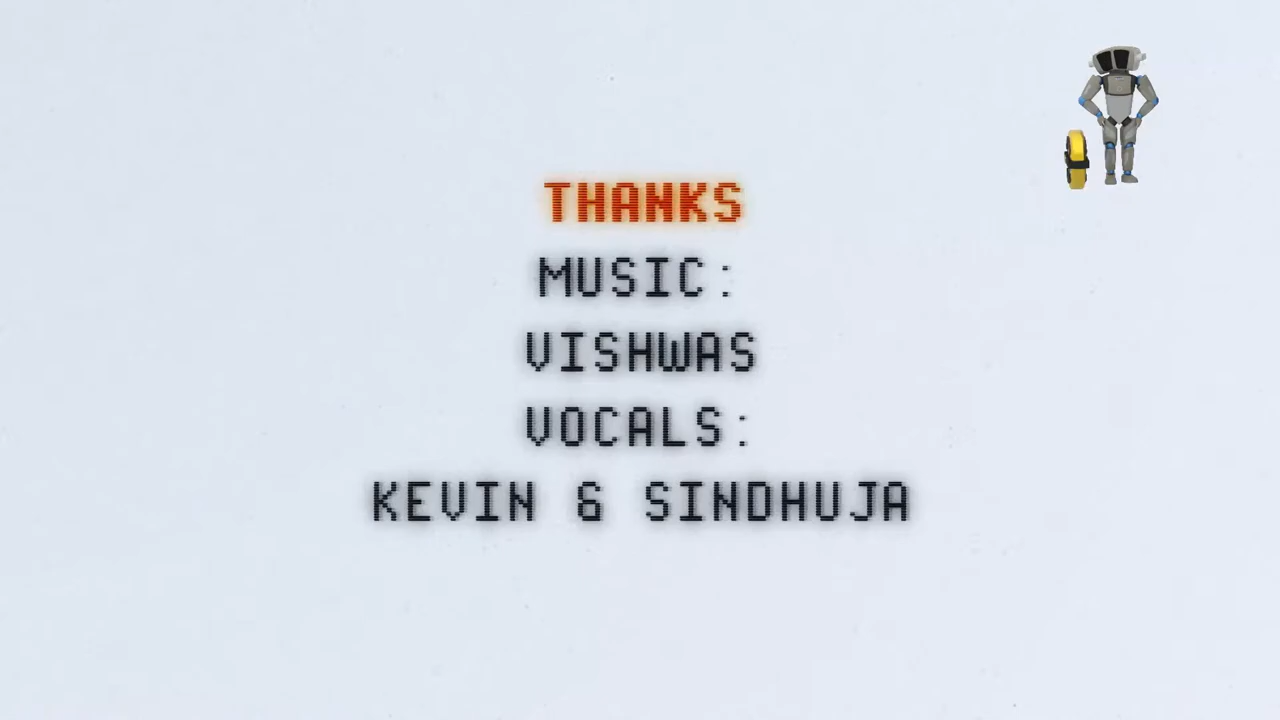 THANKS
MUSIC:
VISHWAS
VOCALS:
KEVIN & SINDHUJA